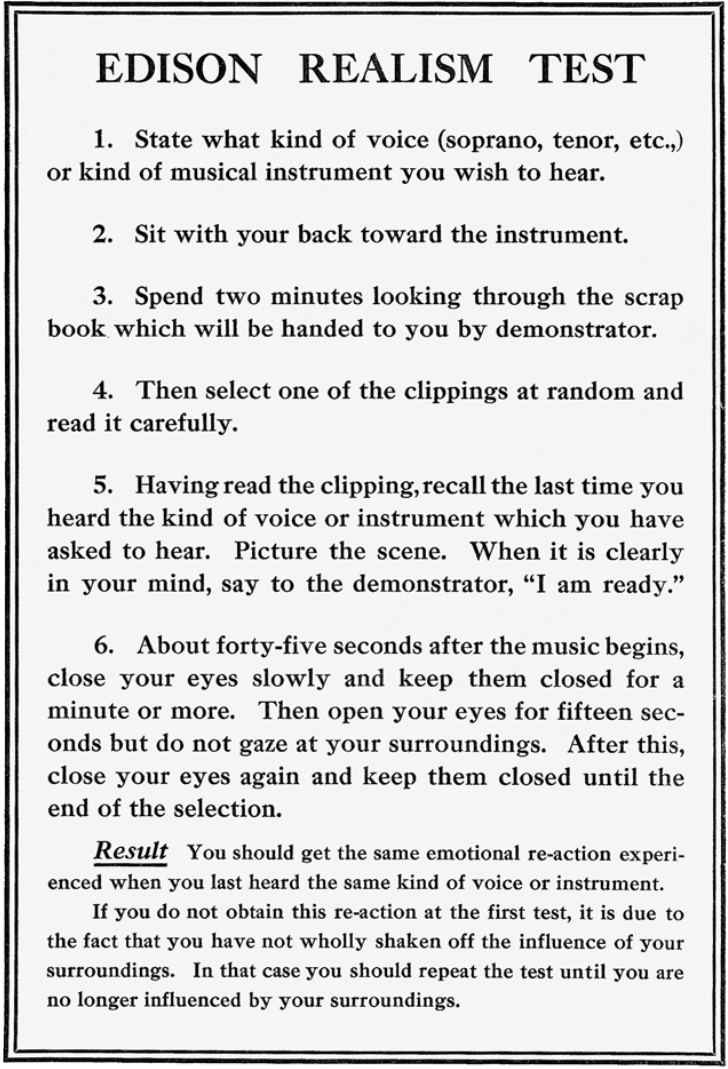 EDISON REALISM TEST
1. State what kind of voice (soprano, tenor, etc.,)
or kind of musical instrument you wish to hear.
2. Sit with your back toward the instrument.
3. Spend two minutes looking through the scrap
book which will be handed to you by demonstrator.
4. Then select one of the clippings at random and
read it carefully.
5. Having read the clipping, recall the last time you
heard the kind of voice or instrument which you have
asked to hear. Picture the scene. When it is clearly
in your mind, say to the demonstrator, “I am ready.”
6. About forty-five seconds after the music begins,
close your eyes slowly and keep them closed for a
minute or more. Then open your eyes for fifteen sec-
onds but do not gaze at your surroundings. After this,
close your eyes again and keep them closed until the
end of the selection.
Result You should get the same emotional re-action experi-
enced when you last heard the same kind of voice or instrument.
If you do not obtain this re-action at the first test, it is due to
the fact that you have not wholly shaken off the influence of your
surroundings. In that case you should repeat the test until you are
no longer influenced by your surroundings.